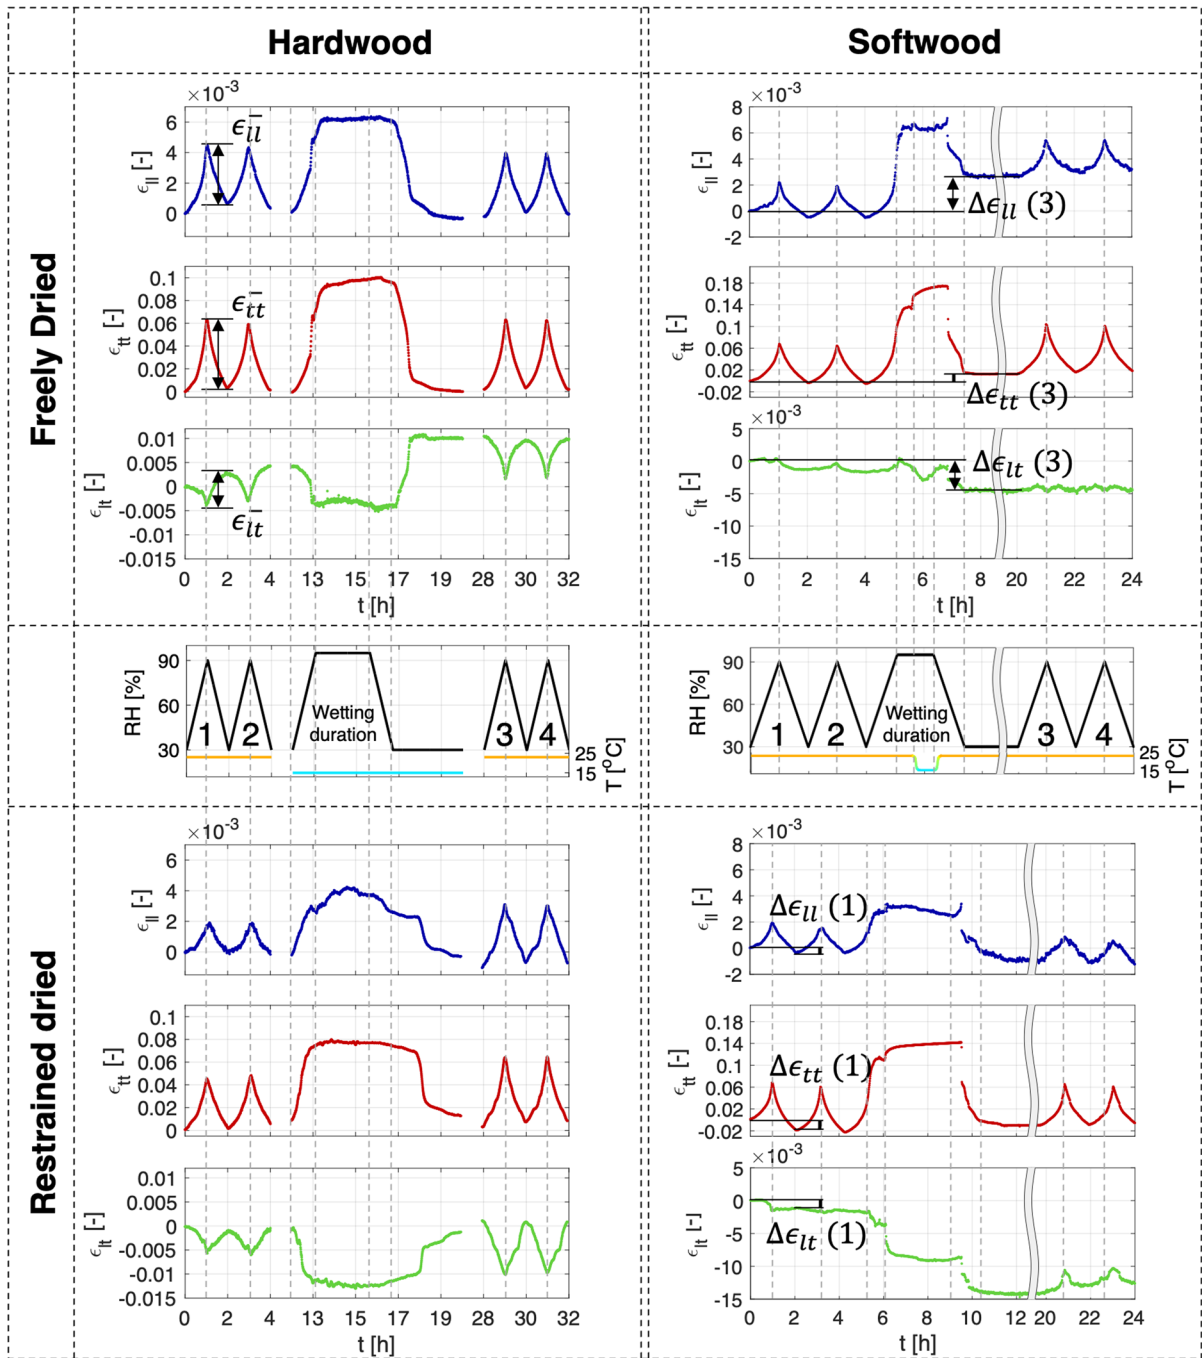 Hardwood
Softwood
Freely Dried
×10⁻³
ϵ_ll [-]
6
4
2
0
ϵ_ll⁻
ϵ_tt [-]
0.1
0.08
0.06
0.04
0.02
0
ϵ_tt⁻
ϵ_lt [-]
0.01
0.005
0
-0.005
-0.01
-0.015
ϵ_lt⁻
0 2 4 13 15 17 19 28 30 32
t [h]
×10⁻³
ϵ_ll [-]
8
6
4
2
0
-2
Δϵ_ll (3)
ϵ_tt [-]
0.18
0.14
0.1
0.06
0.02
-0.02
Δϵ_tt (3)
×10⁻³
ϵ_lt [-]
5
0
-5
-10
-15
Δϵ_lt (3)
0 2 4 6 8 20 22 24
t [h]
RH [%]
90
60
30
1 2
Wetting
duration
3 4
25
15
T [°C]
RH [%]
90
60
30
1 2
Wetting
duration
3 4
25
15
T [°C]
Restrained dried
×10⁻³
ϵ_ll [-]
6
4
2
0
ϵ_tt [-]
0.1
0.08
0.06
0.04
0.02
0
ϵ_lt [-]
0.01
0.005
0
-0.005
-0.01
-0.015
0 2 4 13 15 17 19 28 30 32
t [h]
×10⁻³
ϵ_ll [-]
8
6
4
2
0
-2
Δϵ_ll (1)
ϵ_tt [-]
0.18
0.14
0.1
0.06
0.02
-0.02
Δϵ_tt (1)
×10⁻³
ϵ_lt [-]
5
0
-5
-10
-15
Δϵ_lt (1)
0 2 4 6 8 10 12 20 22 24
t [h]